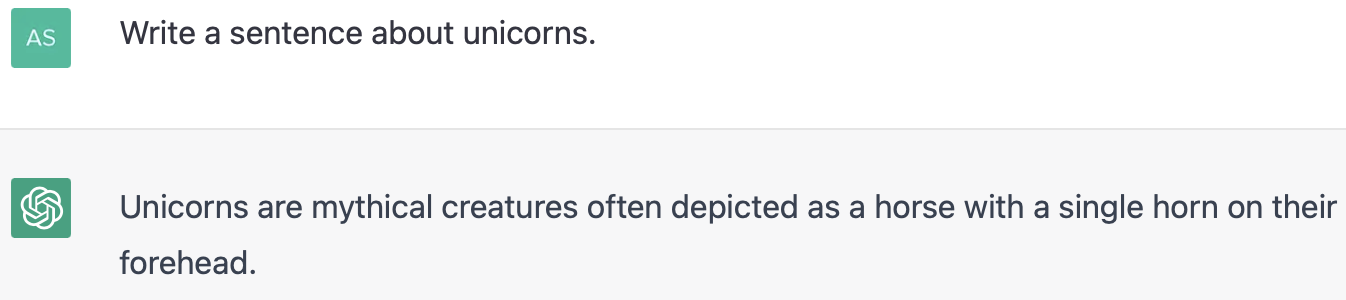 AS
Write a sentence about unicorns.
Unicorns are mythical creatures often depicted as a horse with a single horn on their
forehead.